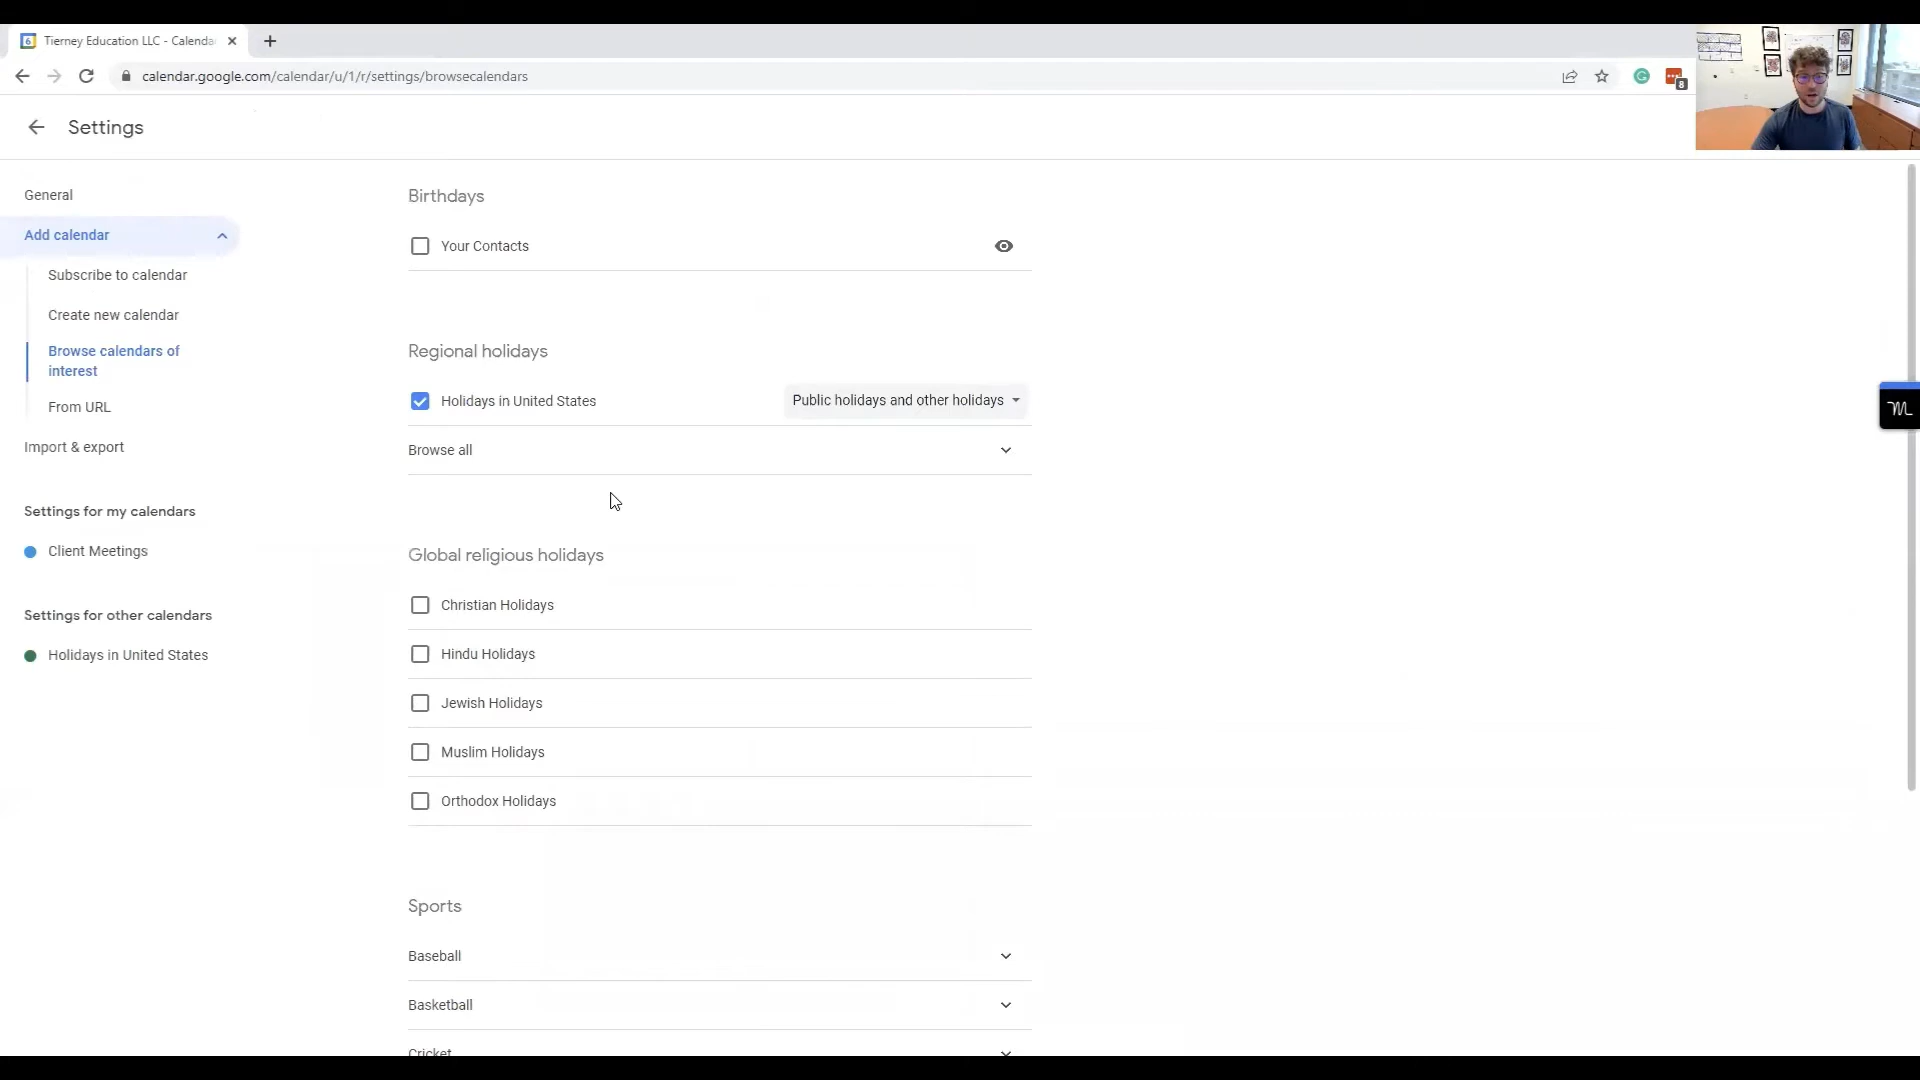 Tierney Education LLC - Calenda
calendar.google.com/calendar/u/1/r/settings/browsecalendars
8
Settings
General
Add calendar
Subscribe to calendar
Create new calendar
Browse calendars of
interest
From URL
Import & export
Settings for my calendars
Client Meetings
Settings for other calendars
Holidays in United States
Birthdays
Your Contacts
Regional holidays
Holidays in United States
Public holidays and other holidays
Browse all
Global religious holidays
Christian Holidays
Hindu Holidays
Jewish Holidays
Muslim Holidays
Orthodox Holidays
Sports
Baseball
Basketball
Cricket